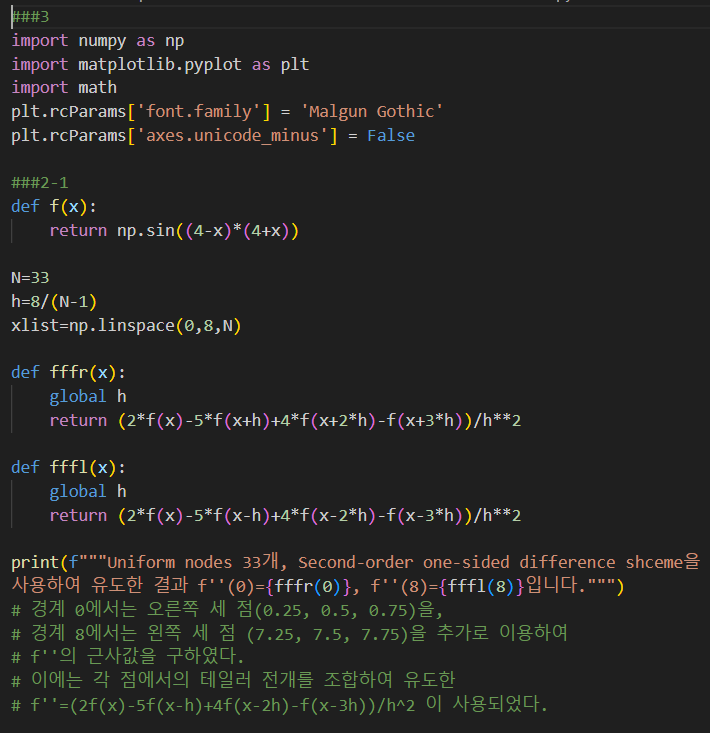 ###3
import numpy as np
import matplotlib.pyplot as plt
import math
plt.rcParams['font.family'] = 'Malgun Gothic'
plt.rcParams['axes.unicode_minus'] = False
###2-1
def f(x):
    return np.sin((4-x)*(4+x))
N=33
h=8/(N-1)
xlist=np.linspace(0,8,N)
def fffr(x):
    global h
    return (2*f(x)-5*f(x+h)+4*f(x+2*h)-f(x+3*h))/h**2
def fffl(x):
    global h
    return (2*f(x)-5*f(x-h)+4*f(x-2*h)-f(x-3*h))/h**2
print(f"""Uniform nodes 33개, Second-order one-sided difference shceme을
사용하여 유도한 결과 f''(0)={fffr(0)}, f''(8)={fffl(8)}입니다.""")
# 경계 0에서는 오른쪽 세 점(0.25, 0.5, 0.75)을,
# 경계 8에서는 왼쪽 세 점 (7.25, 7.5, 7.75)을 추가로 이용하여
# f''의 근사값을 구하였다.
# 이에는 각 점에서의 테일러 전개를 조합하여 유도한
# f''=(2f(x)-5f(x-h)+4f(x-2h)-f(x-3h))/h^2 이 사용되었다.